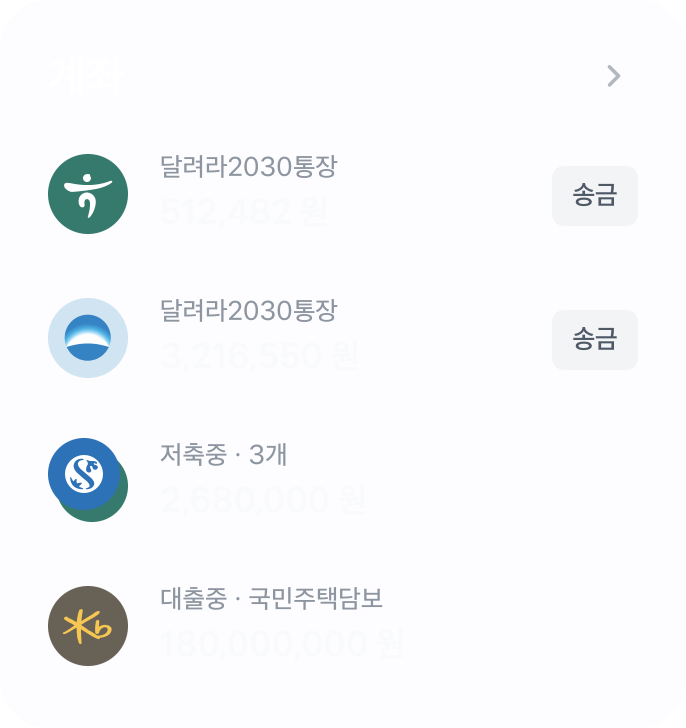 계좌
달려라2030통장
512,482 원
송금
달려라2030통장
3,216,550 원
송금
저축중 · 3개
2,680,000 원
대출중 · 국민주택담보
180,000,000 원